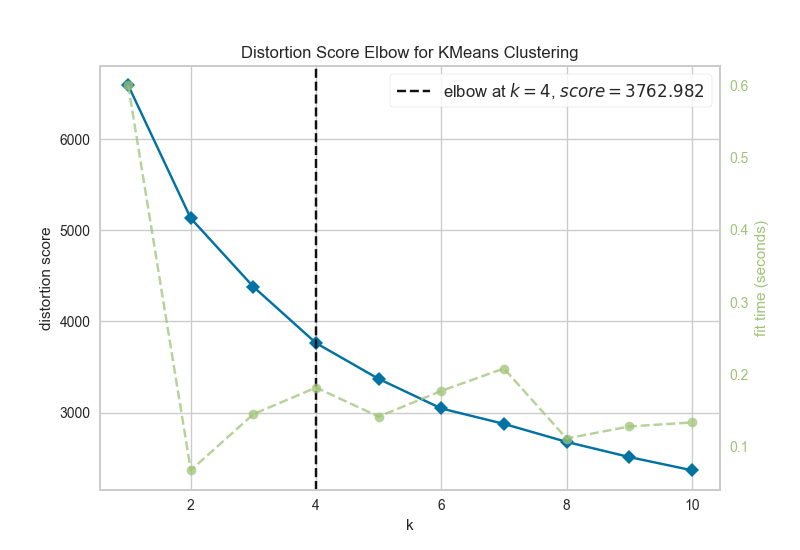 Distortion Score Elbow for KMeans Clustering
elbow at k = 4, score = 3762.982
distortion score
6000
5000
4000
3000
0.6
0.5
0.4
0.3
0.2
0.1
fit time (seconds)
2 4 6 8 10
k